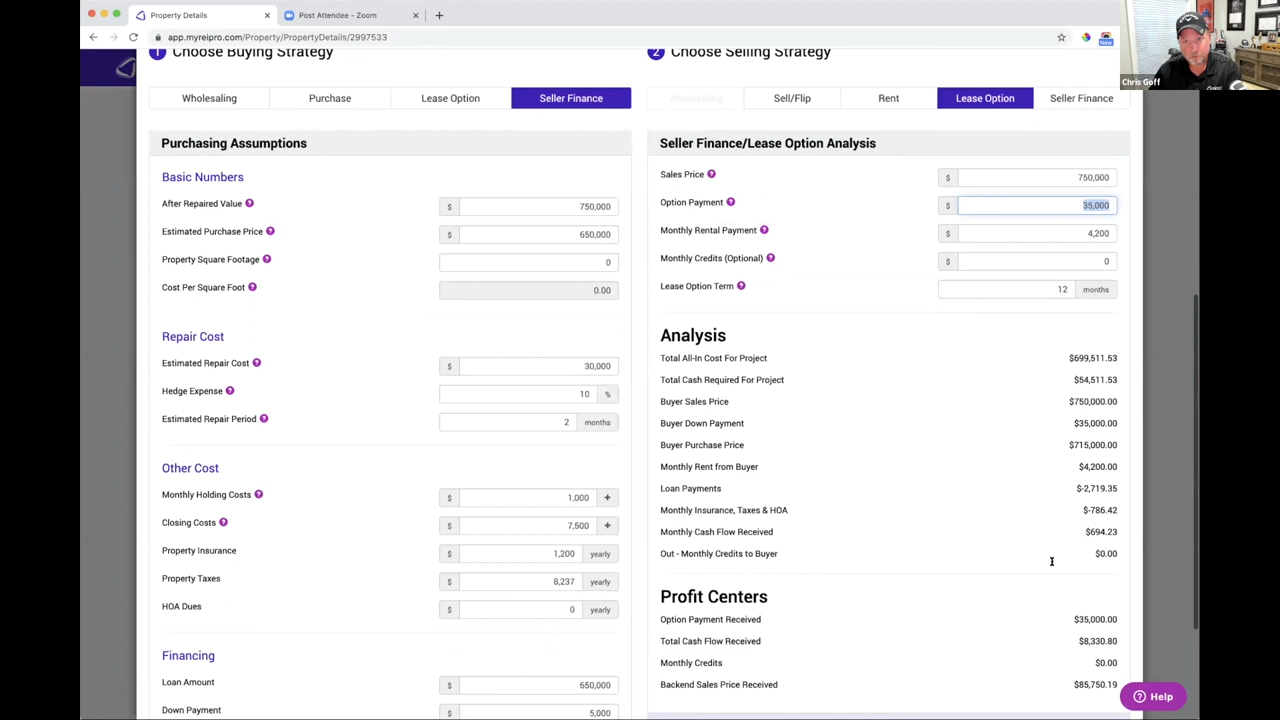 Property Details
Post Attendee - Zoom
app.myreipro.com/Property/PropertyDetails/2997533
New
Chris Goff
1 Choose Buying Strategy
2 Choose Selling Strategy
Wholesaling Purchase Lease Option Seller Finance
Wholesaling Sell/Flip Rent Lease Option Seller Finance
Purchasing Assumptions
Basic Numbers
After Repaired Value ? $ 750,000
Estimated Purchase Price ? $ 650,000
Property Square Footage ? 0
Cost Per Square Foot ? 0.00
Repair Cost
Estimated Repair Cost ? $ 30,000
Hedge Expense ? 10 %
Estimated Repair Period ? 2 months
Other Cost
Monthly Holding Costs ? $ 1,000 +
Closing Costs ? $ 7,500 +
Property Insurance $ 1,200 yearly
Property Taxes $ 8,237 yearly
HOA Dues $ 0 yearly
Financing
Loan Amount $ 650,000
Down Payment $ 5,000
Seller Finance/Lease Option Analysis
Sales Price ? $ 750,000
Option Payment ? $ 35,000
Monthly Rental Payment ? $ 4,200
Monthly Credits (Optional) ? $ 0
Lease Option Term ? 12 months
Analysis
Total All-In Cost For Project $699,511.53
Total Cash Required For Project $54,511.53
Buyer Sales Price $750,000.00
Buyer Down Payment $35,000.00
Buyer Purchase Price $715,000.00
Monthly Rent from Buyer $4,200.00
Loan Payments $-2,719.35
Monthly Insurance, Taxes & HOA $-786.42
Monthly Cash Flow Received $694.23
Out - Monthly Credits to Buyer $0.00
Profit Centers
Option Payment Received $35,000.00
Total Cash Flow Received $8,330.80
Monthly Credits $0.00
Backend Sales Price Received $85,750.19
? Help